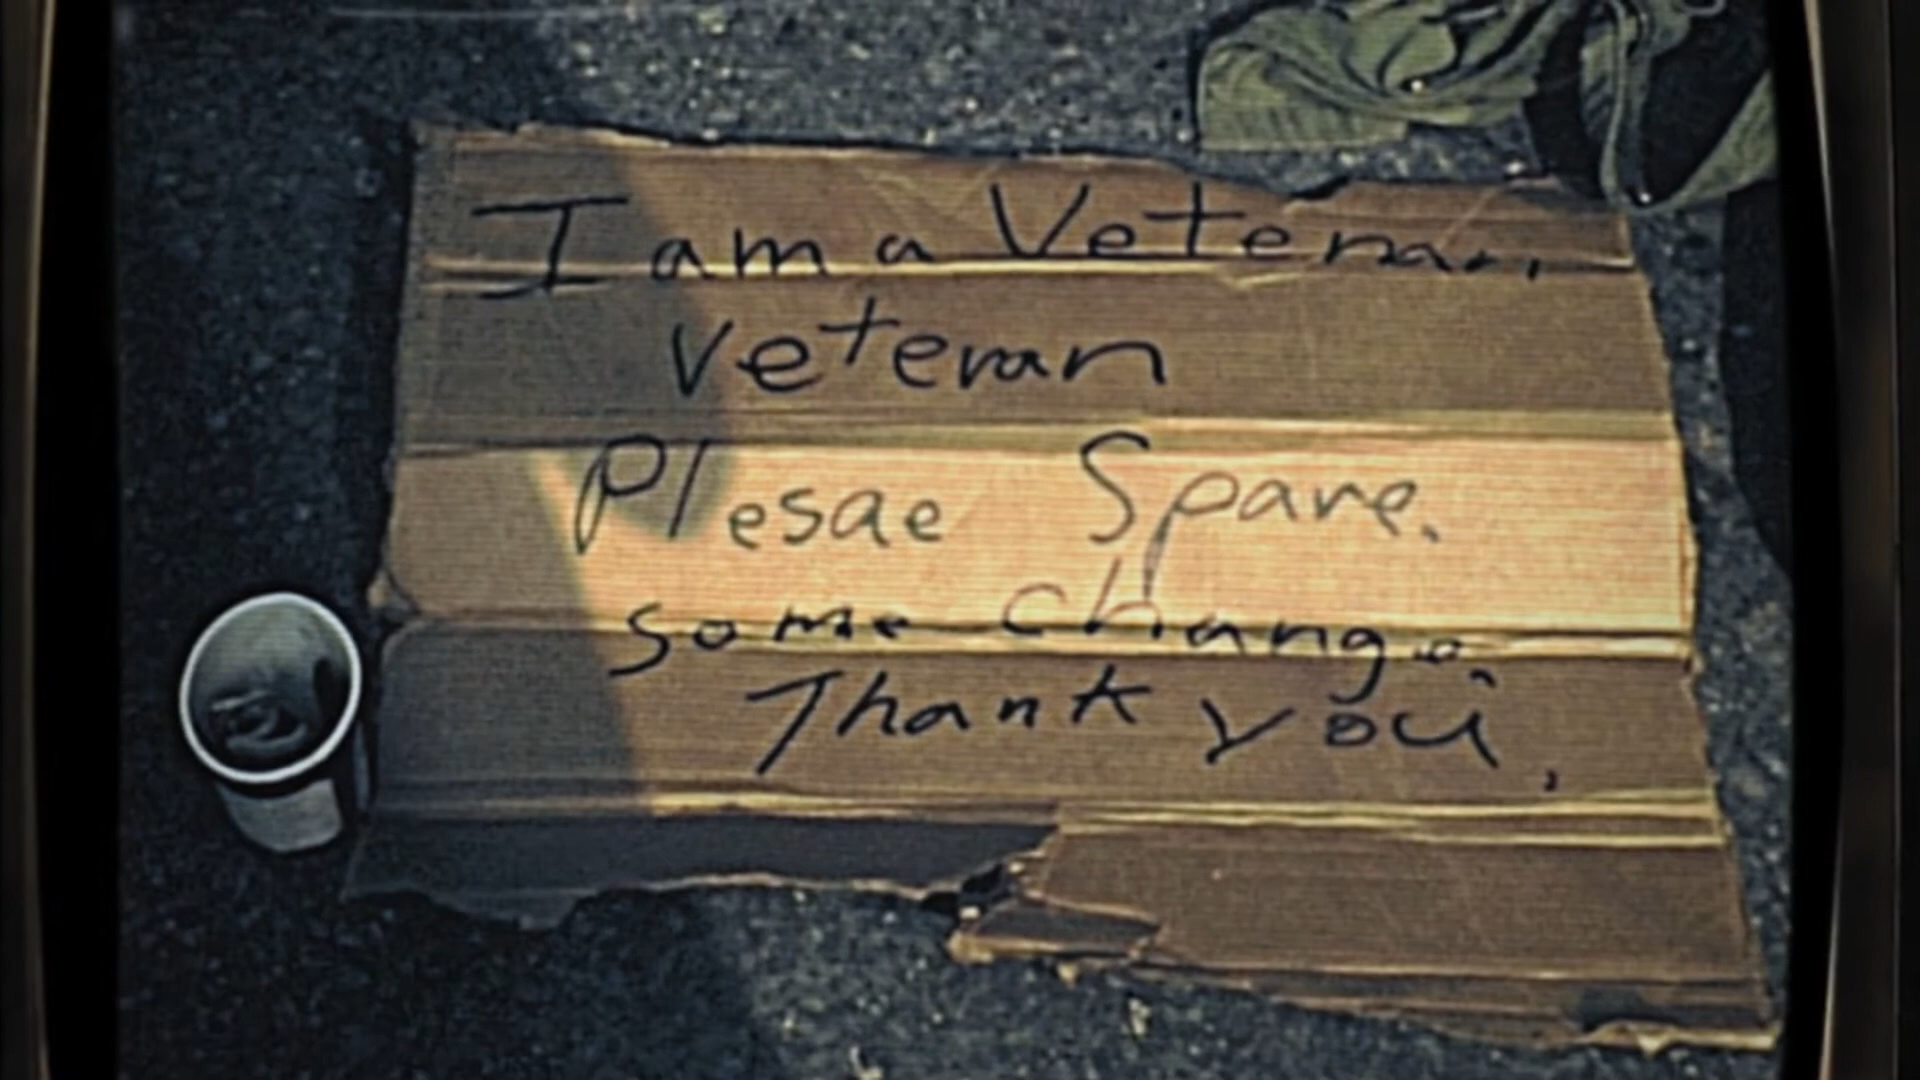 I am a Veteran.
veteran
Plesae Spare.
some change.
Thank you,